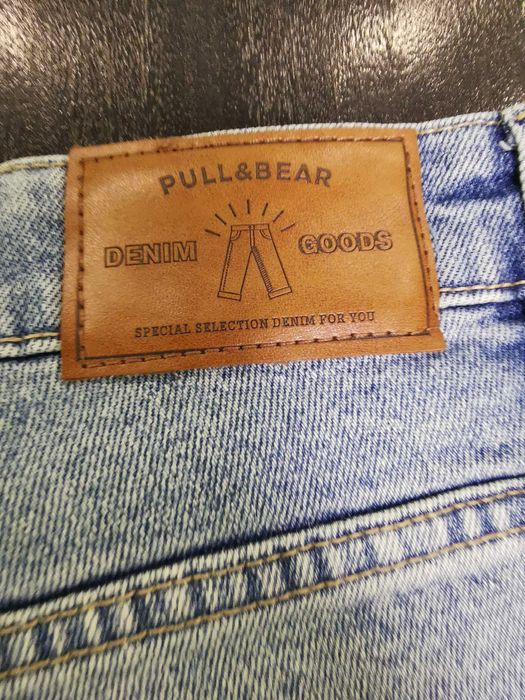 PULL&BEAR
DENIM GOODS
SPECIAL SELECTION DENIM FOR YOU